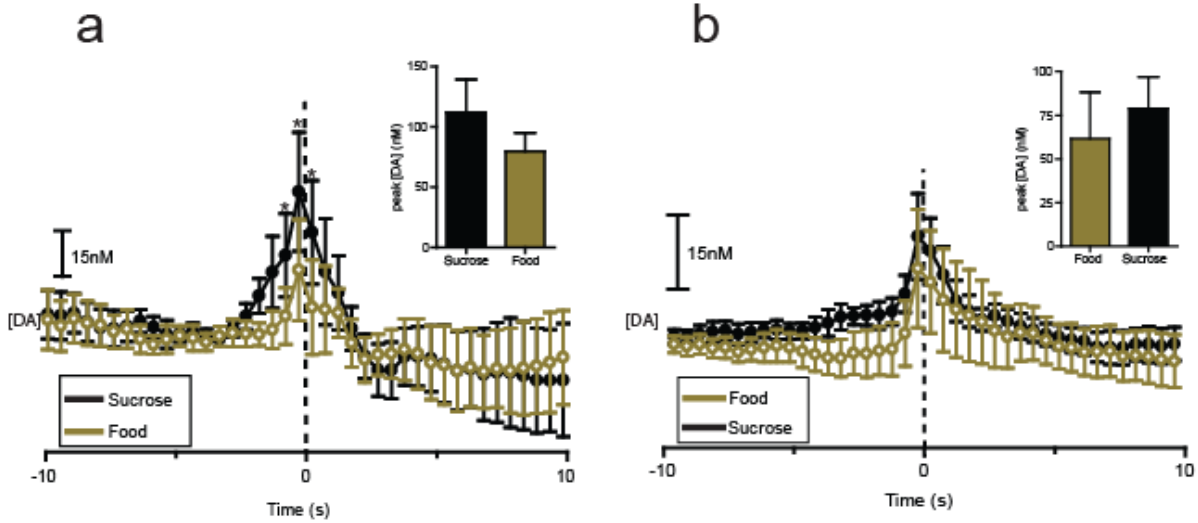 a
150
100
50
0
peak [DA] (nM)
Sucrose
Food
*
*
*
15nM
[DA]
Sucrose
Food
-10
0
10
Time (s)
b
100
75
50
25
0
peak [DA] (nM)
Food
Sucrose
15nM
[DA]
Food
Sucrose
-10
0
10
Time (s)